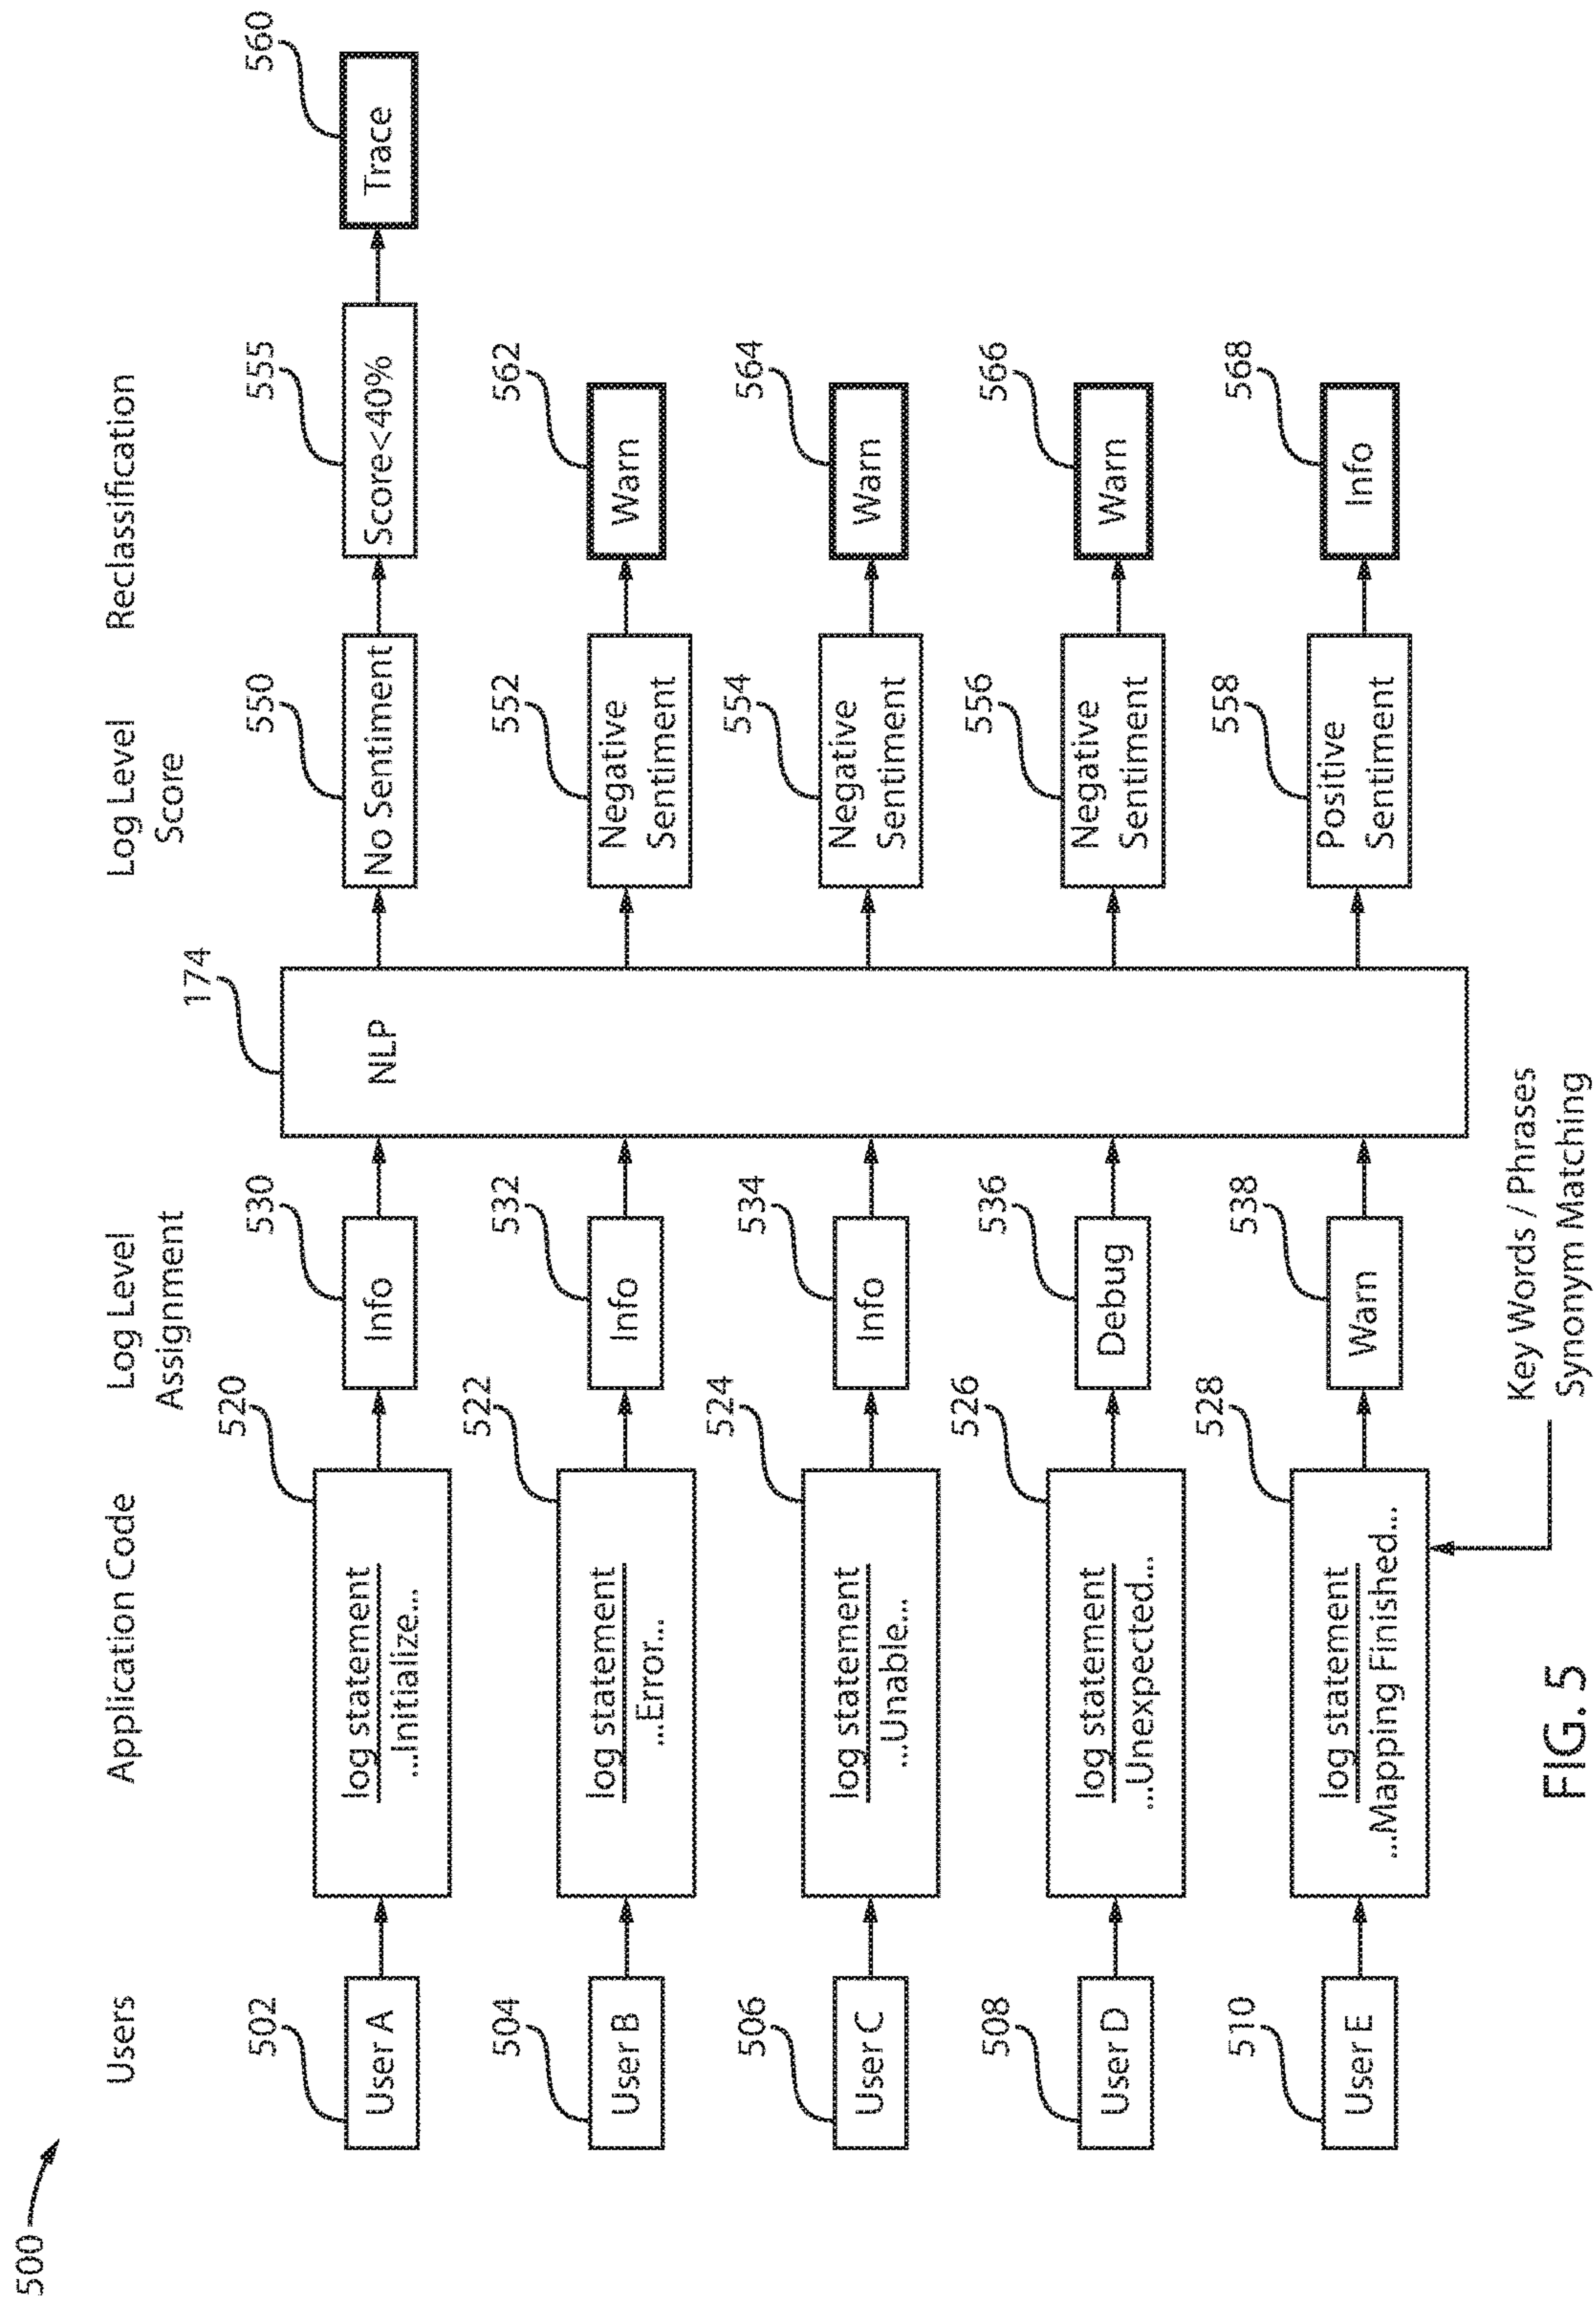 500
Users
Application Code
Log Level
Assignment
Log Level
Score
Reclassification
502
User A
520
log statement
...Initialize...
530
Info
174
NLP
550
No Sentiment
555
Score<40%
560
Trace
504
User B
522
log statement
...Error...
532
Info
552
Negative
Sentiment
562
Warn
506
User C
524
log statement
...Unable...
534
Info
554
Negative
Sentiment
564
Warn
508
User D
526
log statement
...Unexpected...
536
Debug
556
Negative
Sentiment
566
Warn
510
User E
528
log statement
...Mapping Finished...
538
Warn
558
Positive
Sentiment
568
Info
Key Words / Phrases
Synonym Matching
FIG. 5